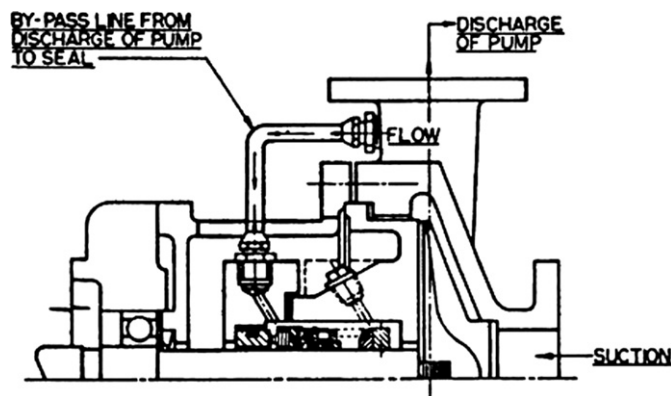 BY-PASS LINE FROM
DISCHARGE OF PUMP
TO SEAL
DISCHARGE
OF PUMP
FLOW
SUCTION